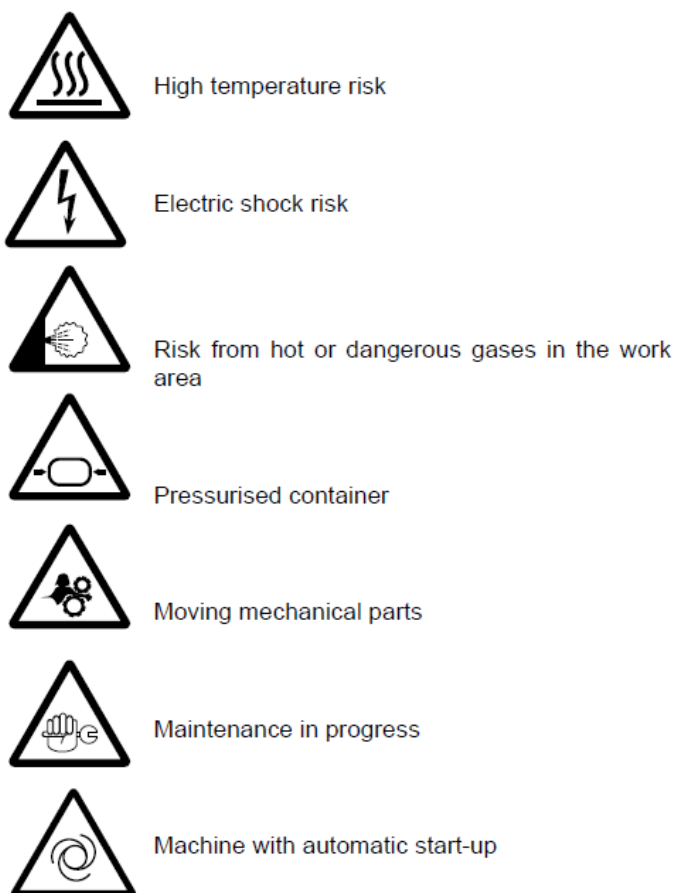 High temperature risk
Electric shock risk
Risk from hot or dangerous gases in the work
area
Pressurised container
Moving mechanical parts
Maintenance in progress
Machine with automatic start-up